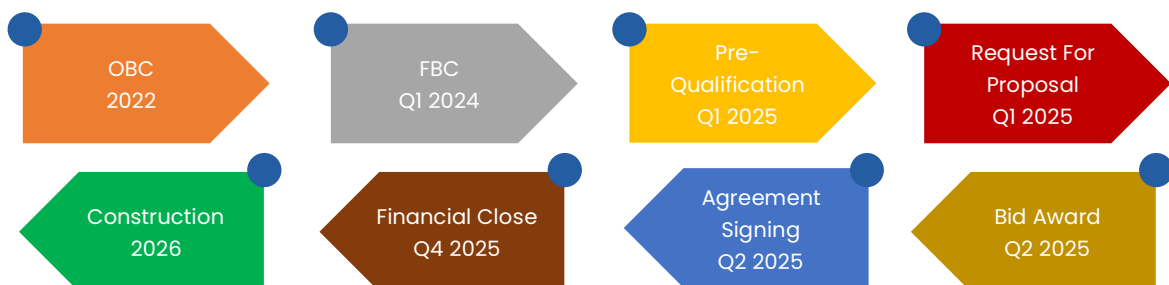 OBC
2022
FBC
Q1 2024
Pre-
Qualification
Q1 2025
Request For
Proposal
Q1 2025
Construction
2026
Financial Close
Q4 2025
Agreement
Signing
Q2 2025
Bid Award
Q2 2025